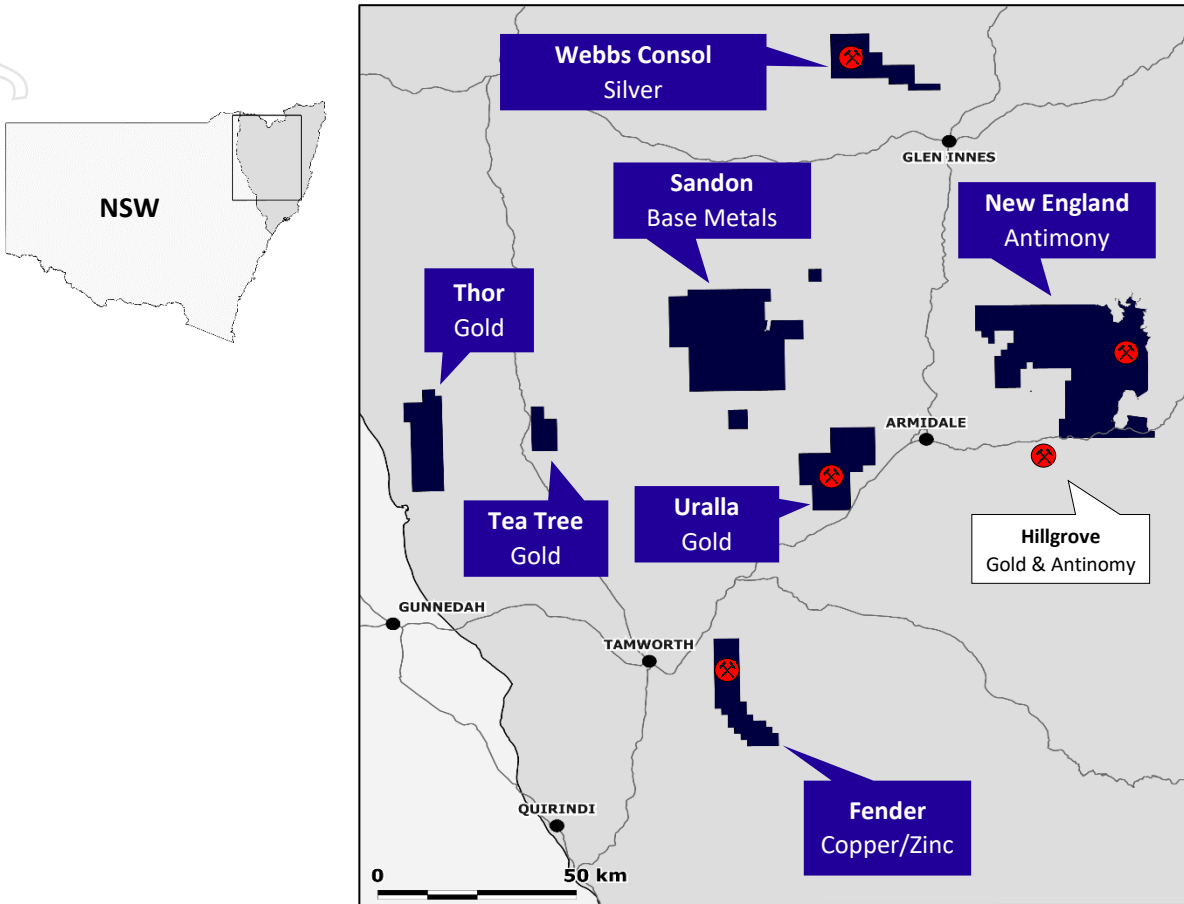 NSW
Webbs Consol
Silver
GLEN INNES
Sandon
Base Metals
New England
Antimony
Thor
Gold
ARMIDALE
Tea Tree
Gold
Uralla
Gold
Hillgrove
Gold & Antinomy
GUNNEDAH
TAMWORTH
QUIRINDI
Fender
Copper/Zinc
0 50 km